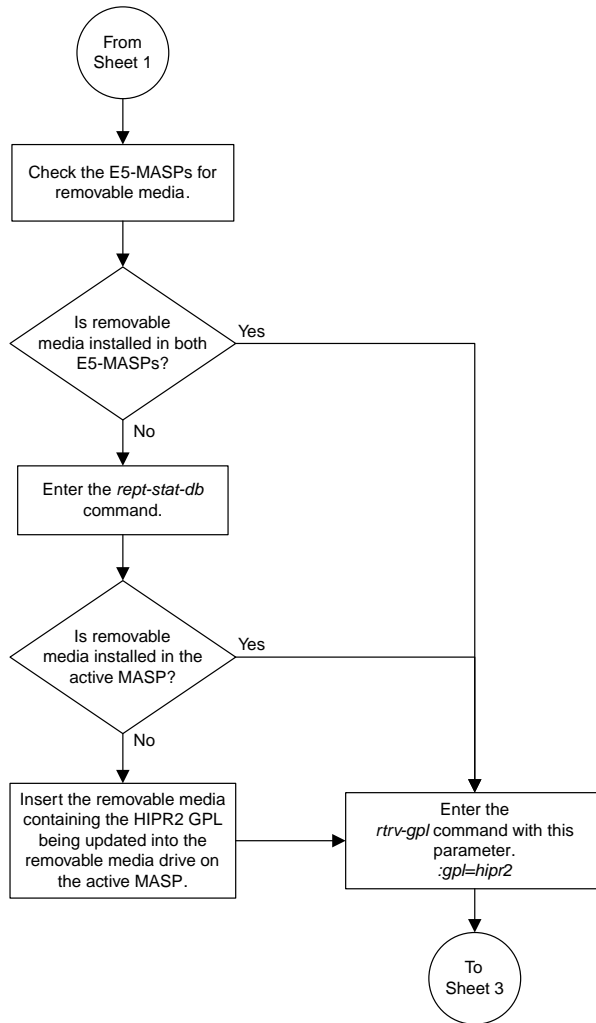 From
Sheet 1
Check the E5-MASPs for
removable media.
Is removable
media installed in both
E5-MASPs?
Yes
No
Enter the rept-stat-db
command.
Is removable
media installed in the
active MASP?
Yes
No
Insert the removable media
containing the HIPR2 GPL
being updated into the
removable media drive on
the active MASP.
Enter the
rtrv-gpl command with this
parameter.
:gpl=hipr2
To
Sheet 3